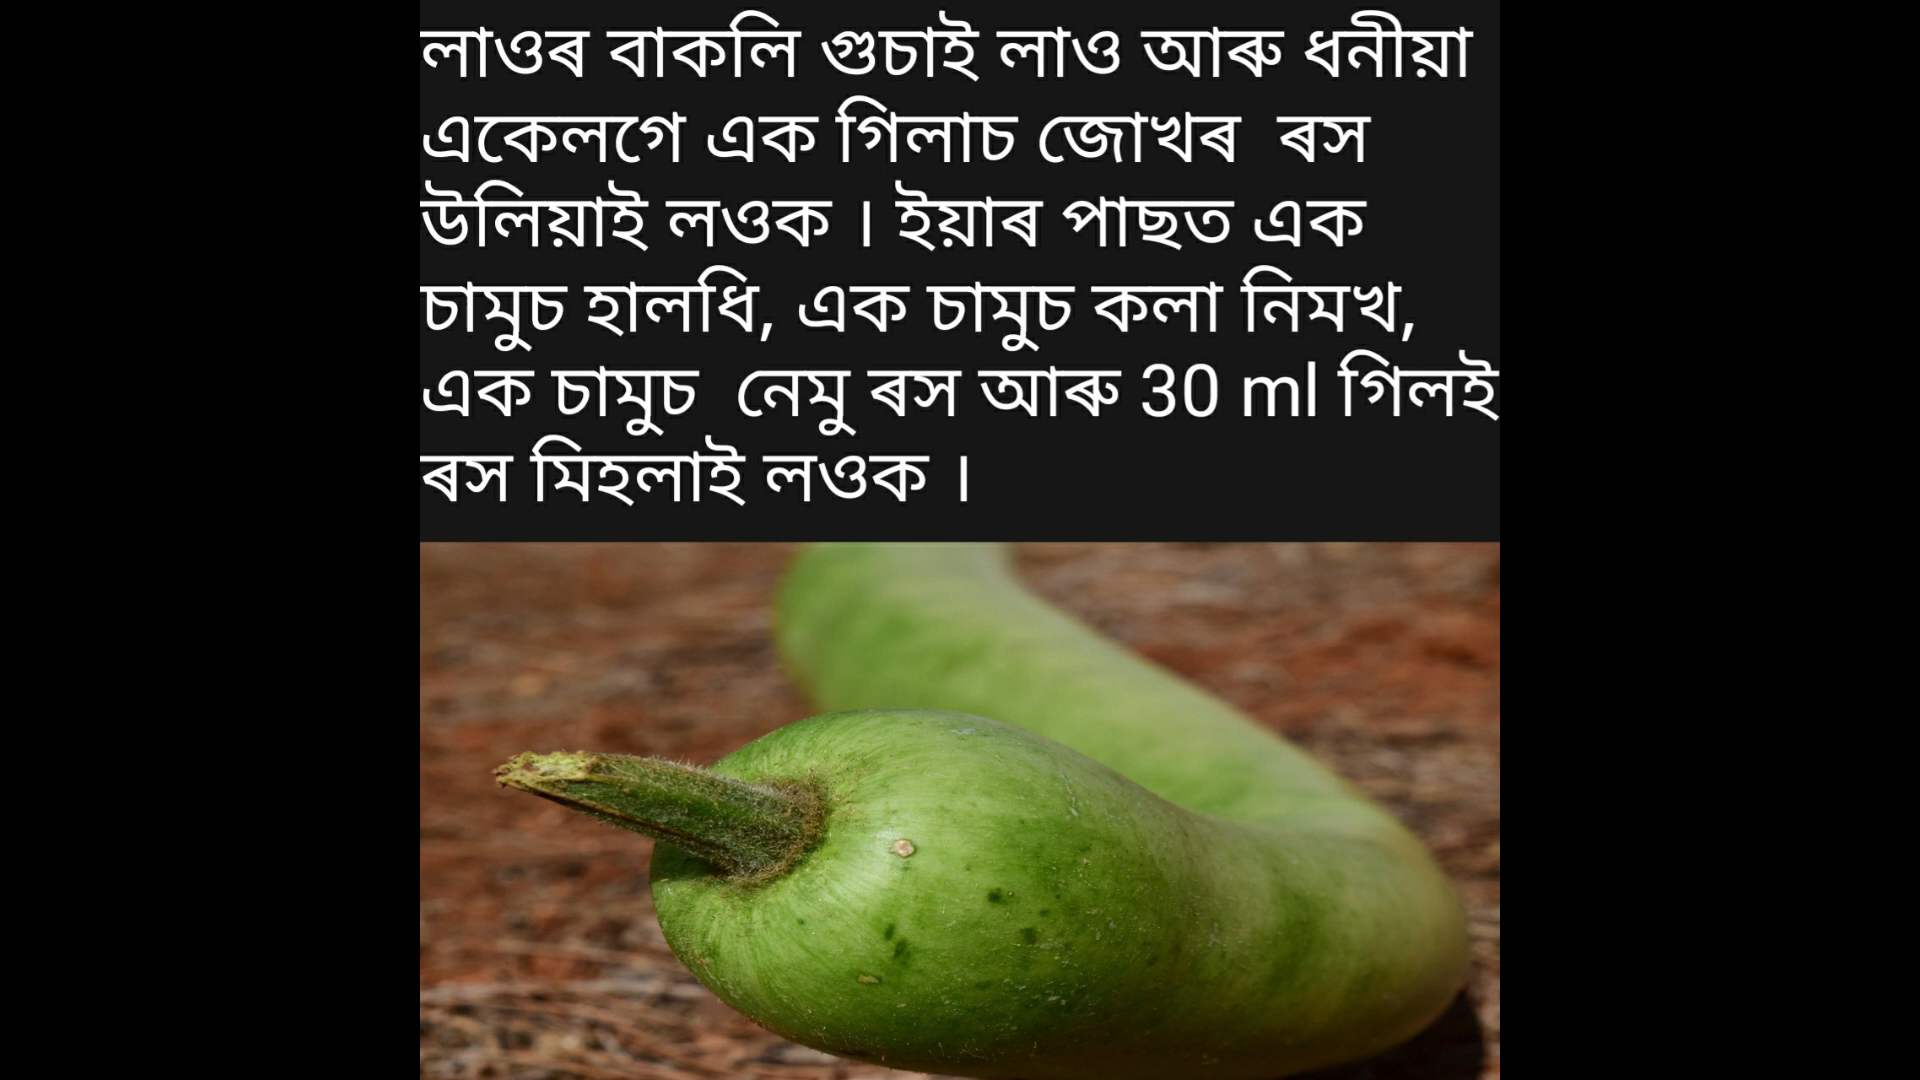 লাওৰ বাকলি গুচাই লাও আৰু ধনীয়া
একেলগে এক গিলাচ জোখৰ ৰস
উলিয়াই লওক । ইয়াৰ পাছত এক
চামুচ হালধি, এক চামুচ কলা নিমখ,
এক চামুচ নেমু ৰস আৰু 30 ml গিলই
ৰস মিহলাই লওক ।